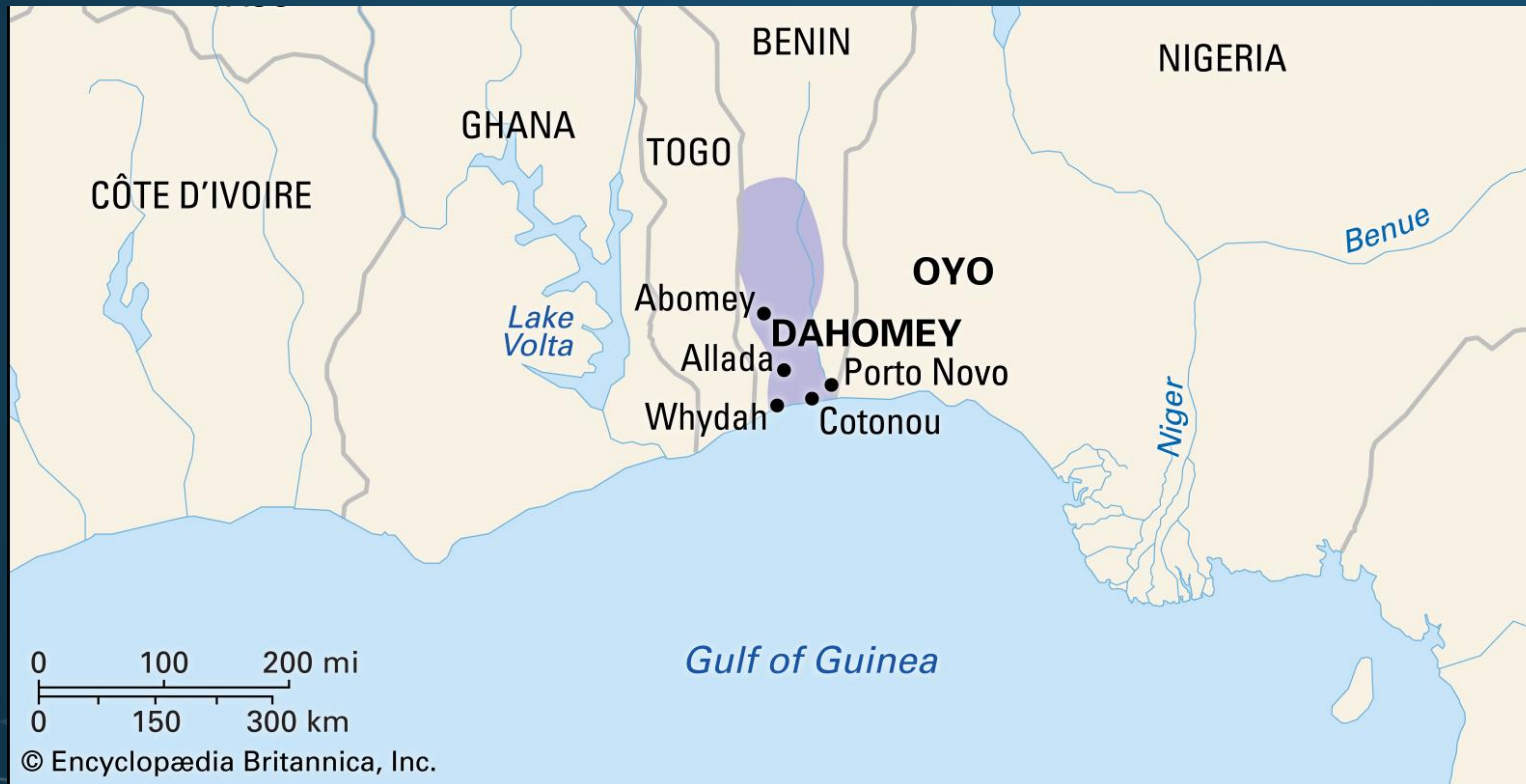 BENIN
NIGERIA
GHANA
TOGO
CÔTE D'IVOIRE
Benue
OYO
Abomey
DAHOMEY
Lake
Volta
Allada
Porto Novo
Whydah
Cotonou
Niger
Gulf of Guinea
0 100 200 mi
0 150 300 km
© Encyclopædia Britannica, Inc.